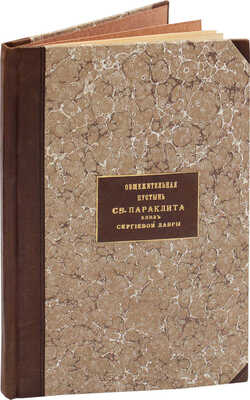 ОБЩЕЖИТЕЛЬНАЯ
ПУСТЫНЬ
СВ. ПАРАКЛИТА
БЛИЗЪ
СЕРГІЕВОЙ ЛАВРЫ